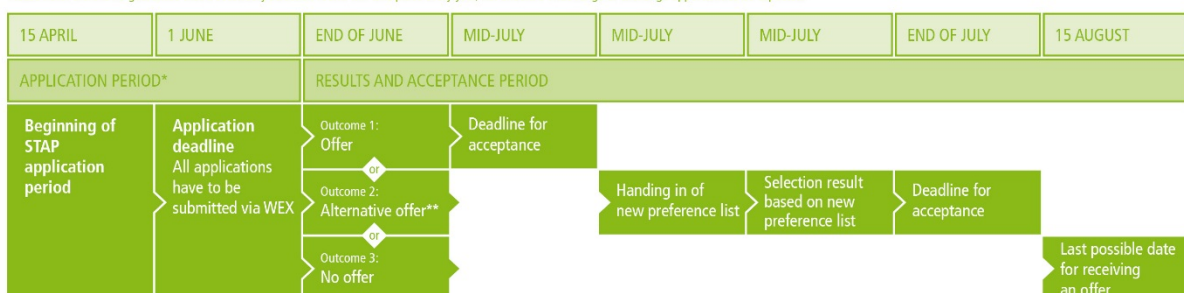 15 APRIL
1 JUNE
END OF JUNE
MID-JULY
MID-JULY
MID-JULY
END OF JULY
15 AUGUST
APPLICATION PERIOD*
RESULTS AND ACCEPTANCE PERIOD
Beginning of
STAP
application
period
Application
deadline
All applications
have to be
submitted via WEX
Outcome 1:
Offer
or
Outcome 2:
Alternative offer**
or
Outcome 3:
No offer
Deadline for
acceptance
Handing in of
new preference list
Selection result
based on new
preference list
Deadline for
acceptance
Last possible date
for receiving
an offer